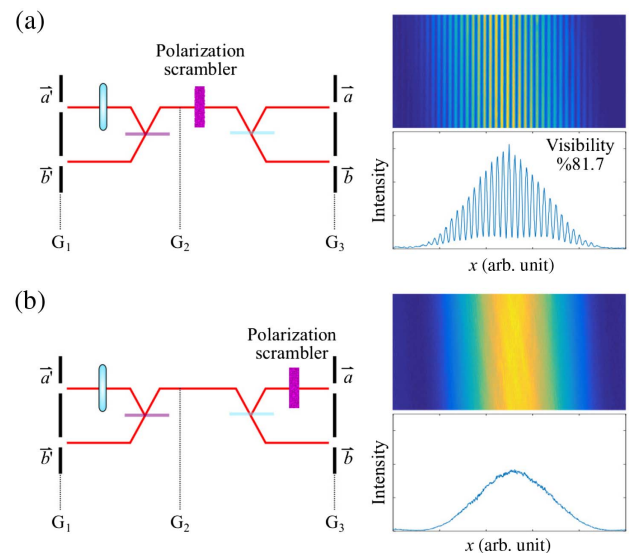 (a)
Polarization
scrambler
a'
a
b'
b
G1
G2
G3
Visibility
%81.7
Intensity
x (arb. unit)
(b)
Polarization
scrambler
a'
a
b'
b
G1
G2
G3
Intensity
x (arb. unit)